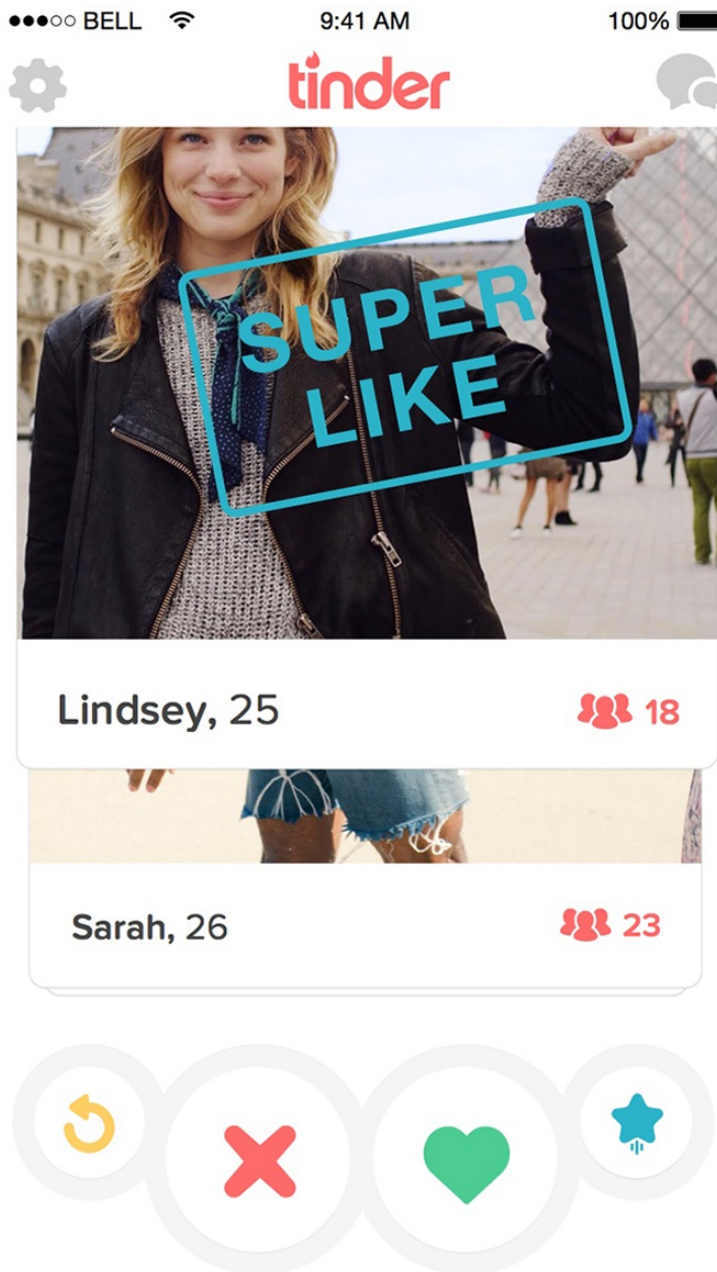 BELL 9:41 AM 100%
tinder
SUPER
LIKE
Lindsey, 25 18
Sarah, 26 23